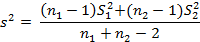 s² = ((n₁ − 1)S₁² + (n₂ − 1)S₂²) / (n₁ + n₂ − 2)